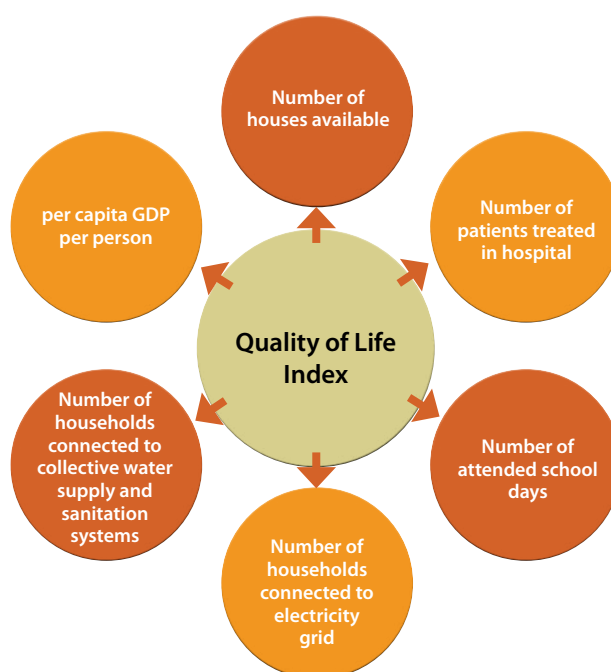 Number of
houses available
per capita GDP
per person
Number of
patients treated
in hospital
Quality of Life
Index
Number of
households
connected to
collective water
supply and
sanitation
systems
Number of
attended school
days
Number of
households
connected to
electricity
grid